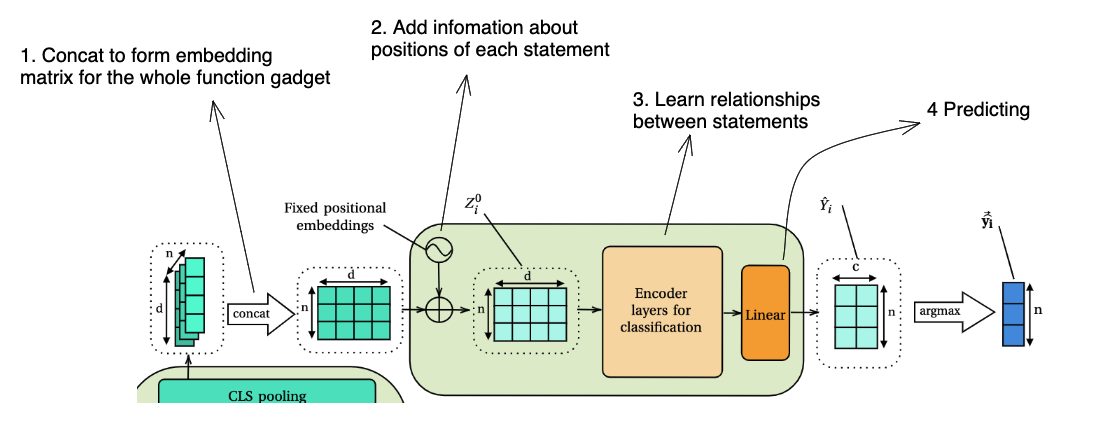 2. Add infomation about
positions of each statement
1. Concat to form embedding
matrix for the whole function gadget
3. Learn relationships
between statements
4 Predicting
Fixed positional
embeddings
Z_i^0
Ŷ_i
n
d
concat
d
n
d
n
Encoder
layers for
classification
Linear
c
n
argmax
n
CLS pooling